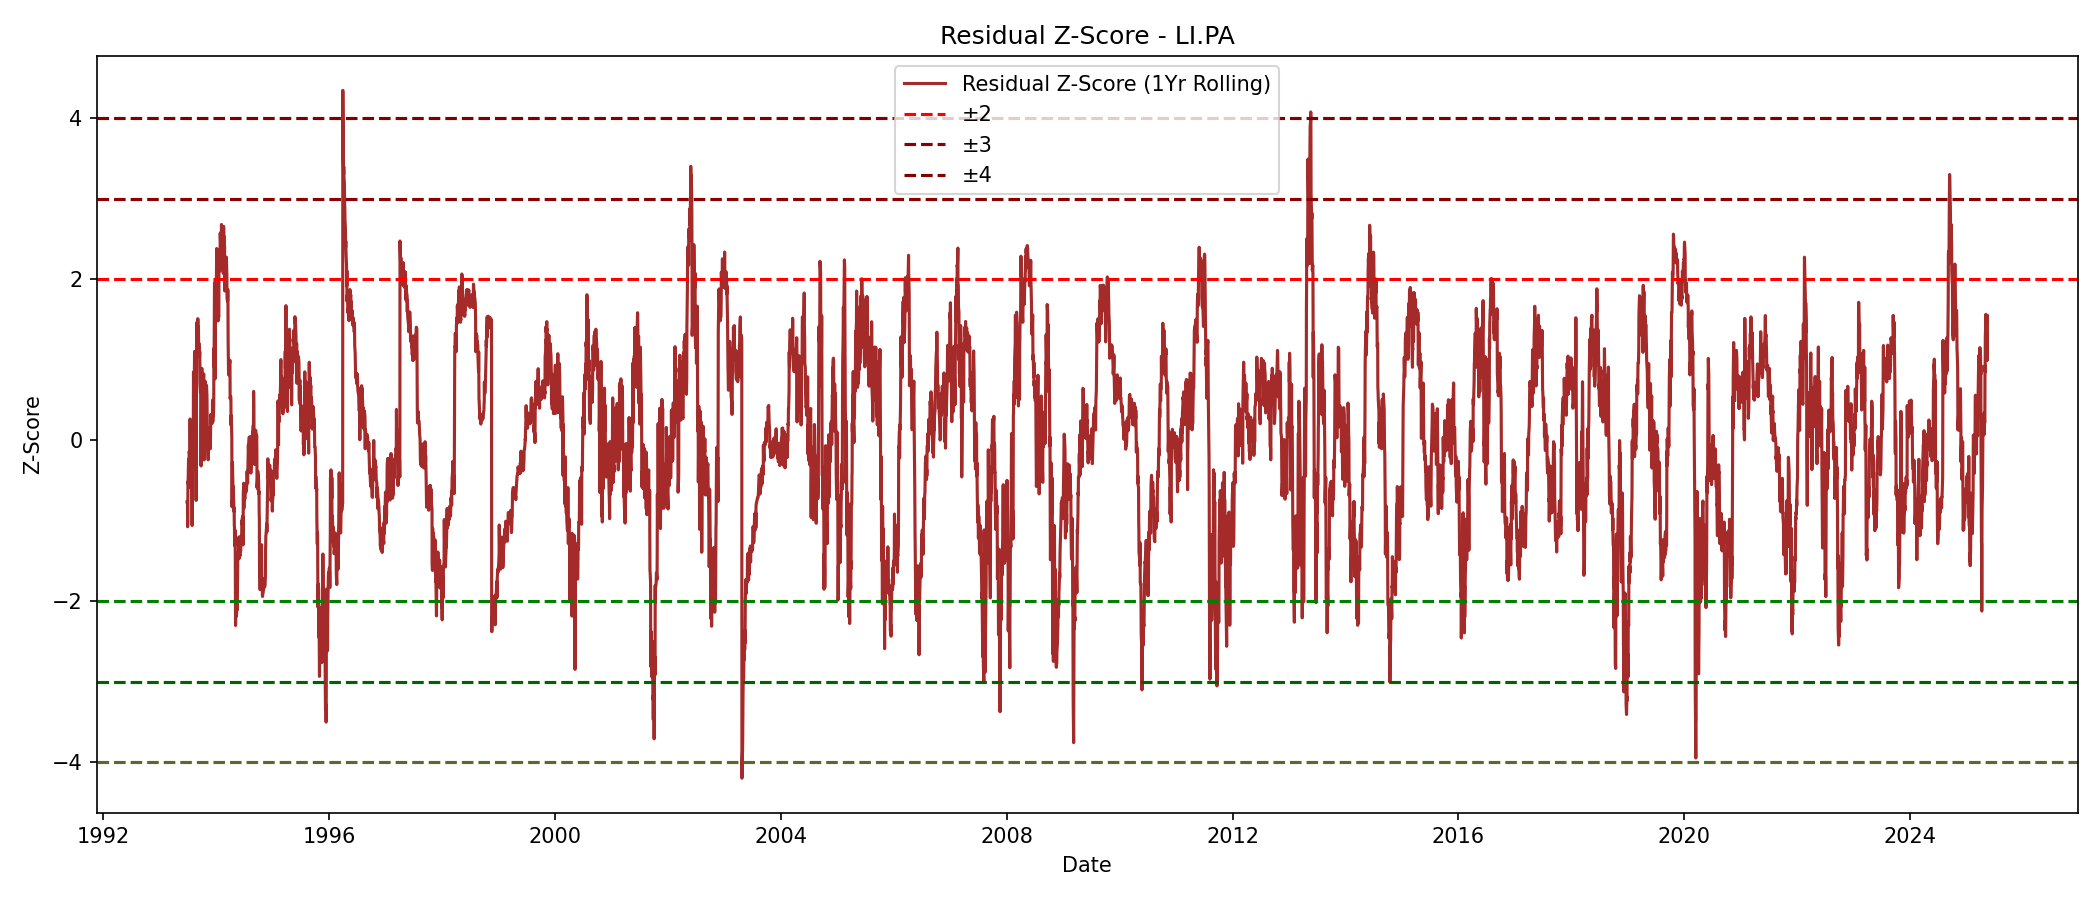 Residual Z-Score - LI.PA
Residual Z-Score (1Yr Rolling)
±2
±3
±4
Z-Score
4
2
0
−2
−4
1992 1996 2000 2004 2008 2012 2016 2020 2024
Date